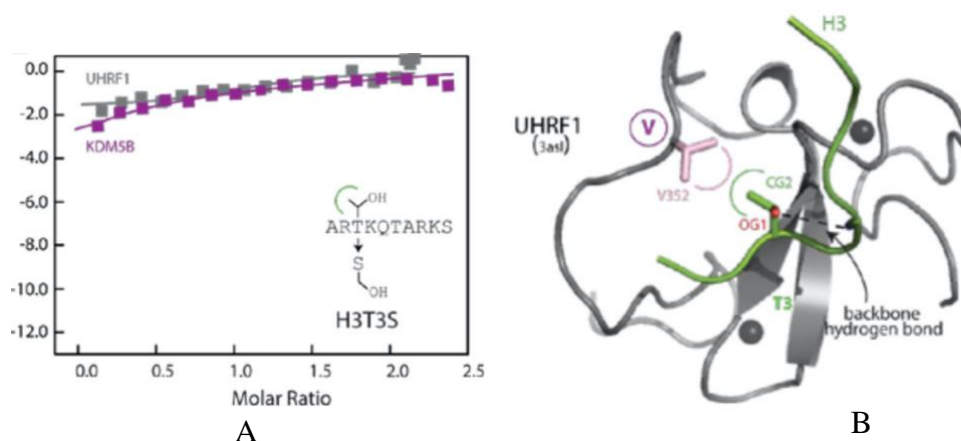 0.0
-2.0
-4.0
-6.0
-8.0
-10.0
-12.0
UHRF1
KDM5B
OH
ARTKQTARKS
S
OH
H3T3S
0.0 0.5 1.0 1.5 2.0 2.5
Molar Ratio
A
H3
UHRF1
(3asl)
V
V352
CG2
OG1
T3
backbone
hydrogen bond
B